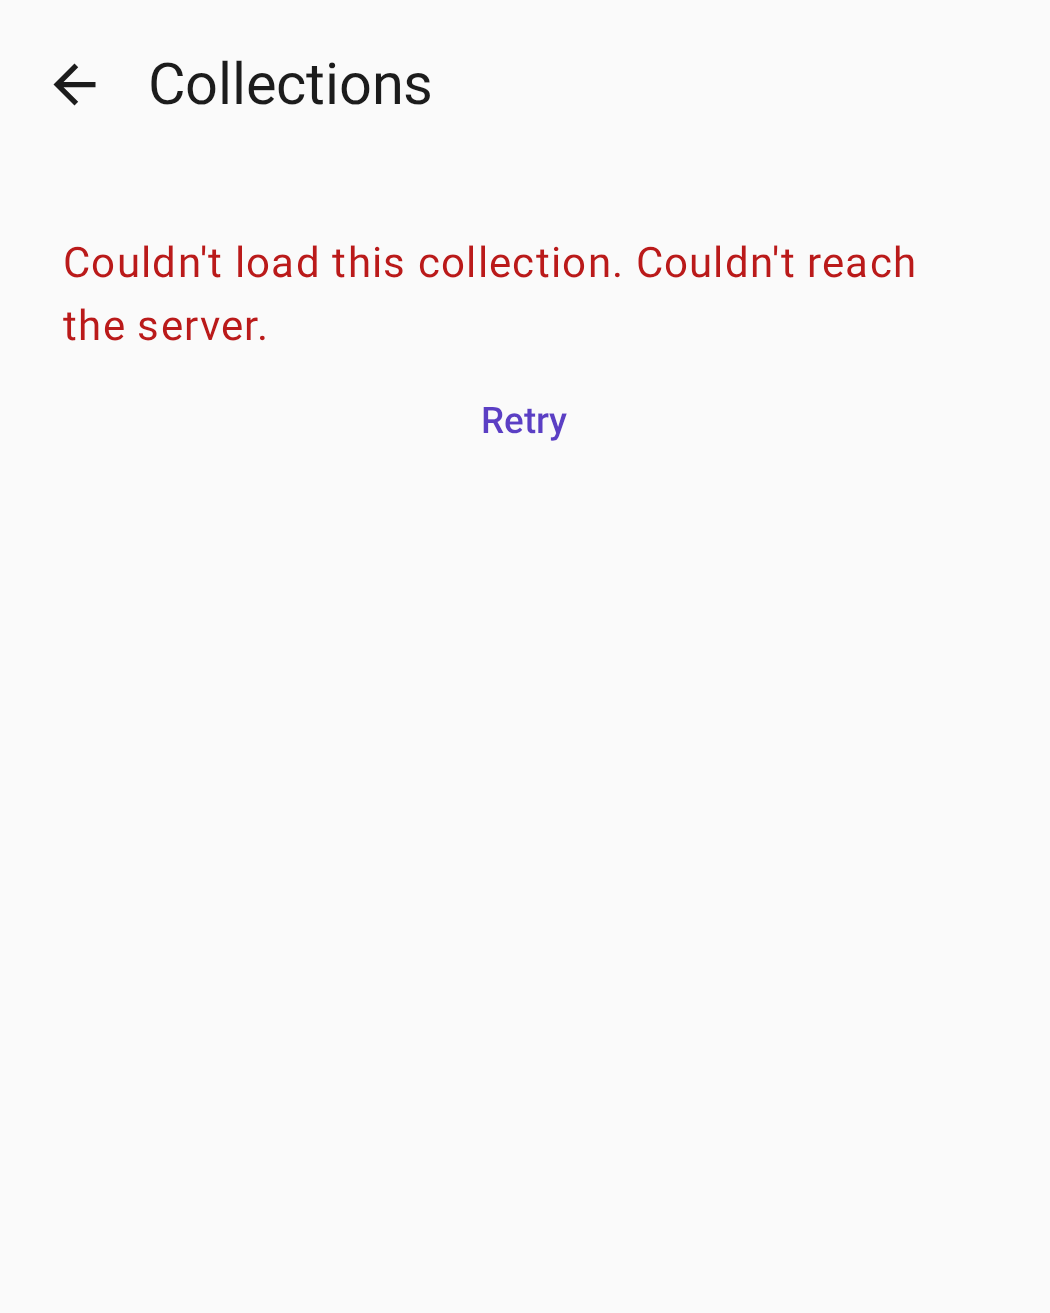 Collections
Couldn't load this collection. Couldn't reach
the server.
Retry